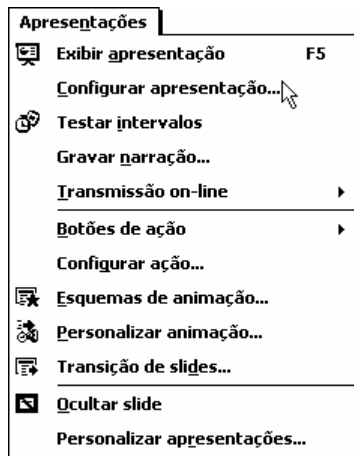 Apresentações
Exibir apresentação F5
Configurar apresentação...
Testar intervalos
Gravar narração...
Transmissão on-line
Botões de ação
Configurar ação...
Esquemas de animação...
Personalizar animação...
Transição de slides...
Ocultar slide
Personalizar apresentações...